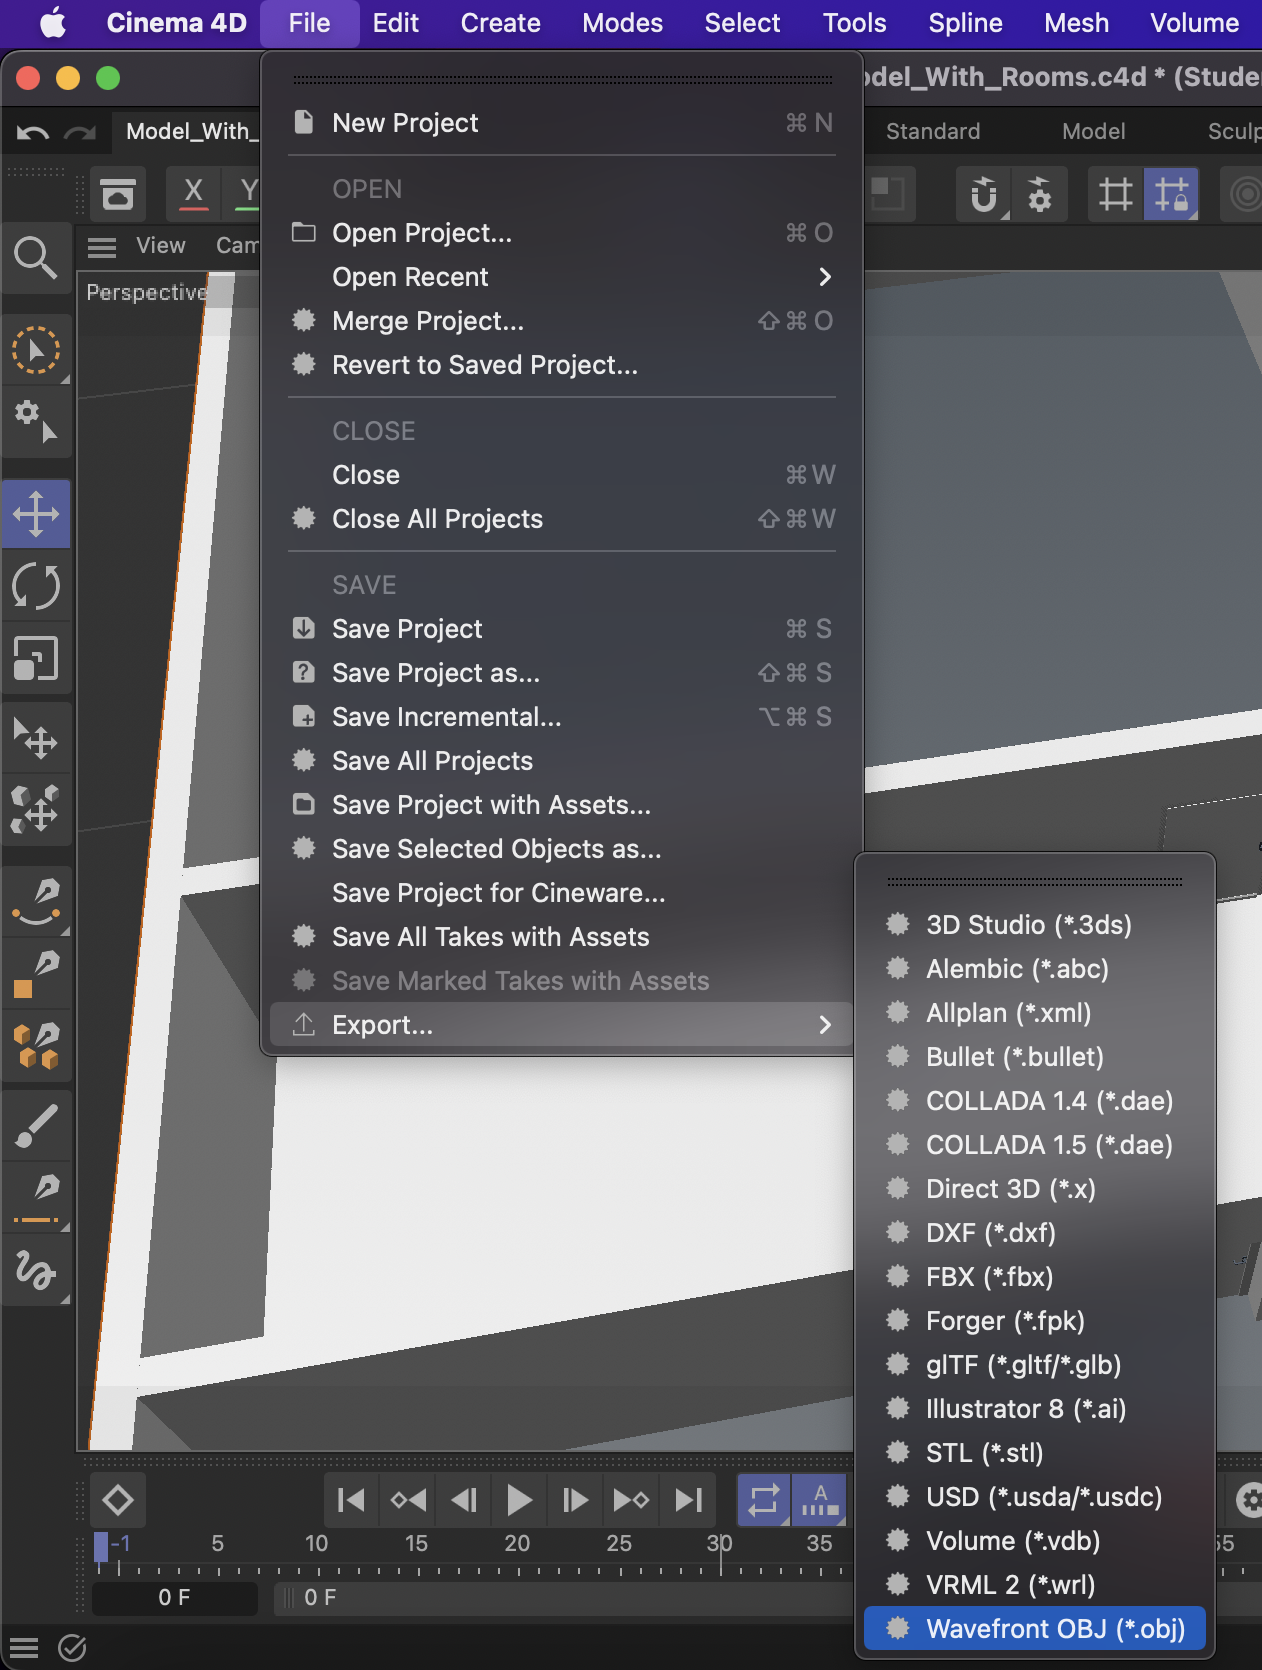 Cinema 4D File Edit Create Modes Select Tools Spline Mesh Volume
odel_With_Rooms.c4d * (Stude
Model_With_
Standard Model Sculp
X Y
View Cam
Perspective
New Project ⌘ N
OPEN
Open Project... ⌘ O
Open Recent
Merge Project... ⇧ ⌘ O
Revert to Saved Project...
CLOSE
Close ⌘ W
Close All Projects ⇧ ⌘ W
SAVE
Save Project ⌘ S
Save Project as... ⇧ ⌘ S
Save Incremental... ⌥ ⌘ S
Save All Projects
Save Project with Assets...
Save Selected Objects as...
Save Project for Cineware...
Save All Takes with Assets
Save Marked Takes with Assets
Export...
3D Studio (*.3ds)
Alembic (*.abc)
Allplan (*.xml)
Bullet (*.bullet)
COLLADA 1.4 (*.dae)
COLLADA 1.5 (*.dae)
Direct 3D (*.x)
DXF (*.dxf)
FBX (*.fbx)
Forger (*.fpk)
glTF (*.gltf/*.glb)
Illustrator 8 (*.ai)
STL (*.stl)
USD (*.usda/*.usdc)
Volume (*.vdb)
VRML 2 (*.wrl)
Wavefront OBJ (*.obj)
A
-1 5 10 15 20 25 30 35 55
0 F 0 F